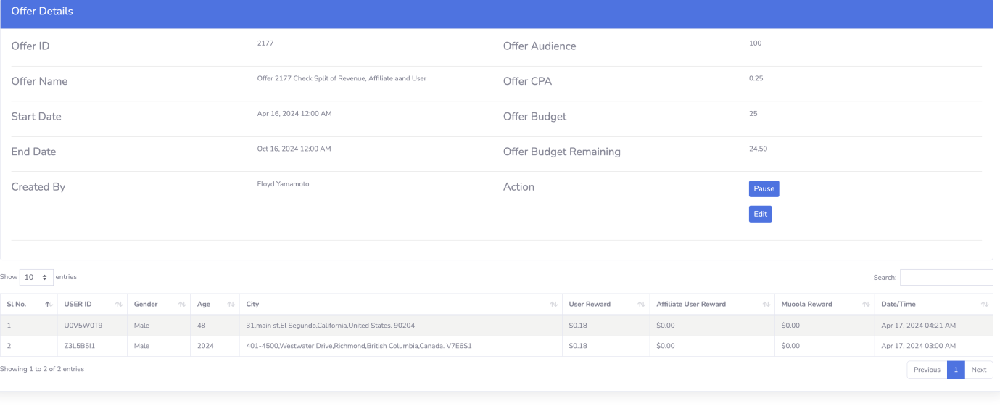 Offer Details
Offer ID 2177 Offer Audience 100
Offer Name Offer 2177 Check Split of Revenue, Affiliate aand User Offer CPA 0.25
Start Date Apr 16, 2024 12:00 AM Offer Budget 25
End Date Oct 16, 2024 12:00 AM Offer Budget Remaining 24.50
Created By Floyd Yamamoto Action Pause
Edit
Show 10 entries Search:
Sl No. USER ID Gender Age City User Reward Affiliate User Reward Muoola Reward Date/Time
1 U0V5W0T9 Male 48 31,main st,El Segundo,California,United States. 90204 $0.18 $0.00 $0.00 Apr 17, 2024 04:21 AM
2 Z3L5B5I1 Male 2024 401-4500,Westwater Drive,Richmond,British Columbia,Canada. V7E6S1 $0.18 $0.00 $0.00 Apr 17, 2024 03:00 AM
Showing 1 to 2 of 2 entries Previous 1 Next